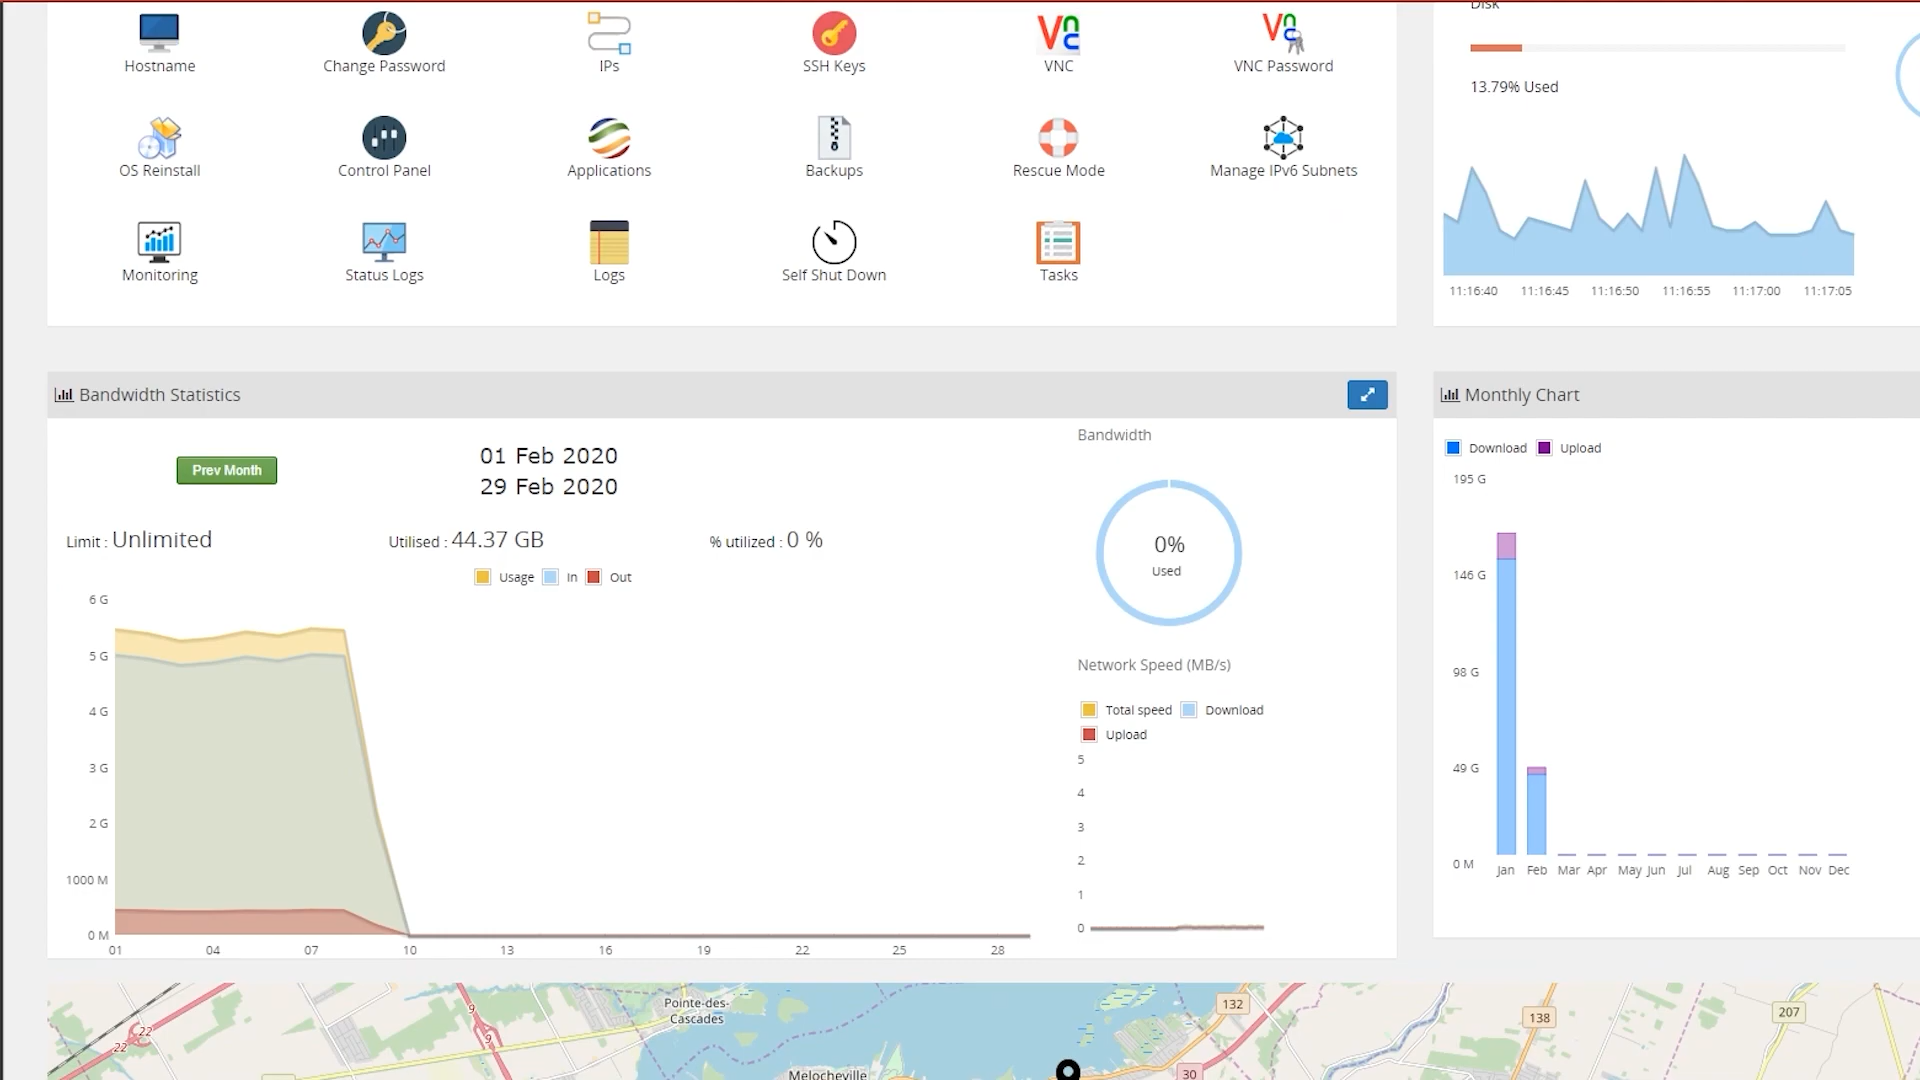 Disk
Hostname
Change Password
IPs
SSH Keys
VNC
VNC Password
13.79% Used
OS Reinstall
Control Panel
Applications
Backups
Rescue Mode
Manage IPv6 Subnets
Monitoring
Status Logs
Logs
Self Shut Down
Tasks
11:16:40 11:16:45 11:16:50 11:16:55 11:17:00 11:17:05
Bandwidth Statistics
Prev Month
01 Feb 2020
29 Feb 2020
Limit : Unlimited
Utilised : 44.37 GB
% utilized : 0 %
Usage In Out
6 G
5 G
4 G
3 G
2 G
1000 M
0 M
01 04 07 10 13 16 19 22 25 28
Bandwidth
0%
Used
Network Speed (MB/s)
Total speed Download
Upload
5
4
3
2
1
0
Monthly Chart
Download Upload
195 G
146 G
98 G
49 G
0 M
Jan Feb Mar Apr May Jun Jul Aug Sep Oct Nov Dec
22
22
9
9
Pointe-des-
Cascades
Melocheville
132
30
138
207